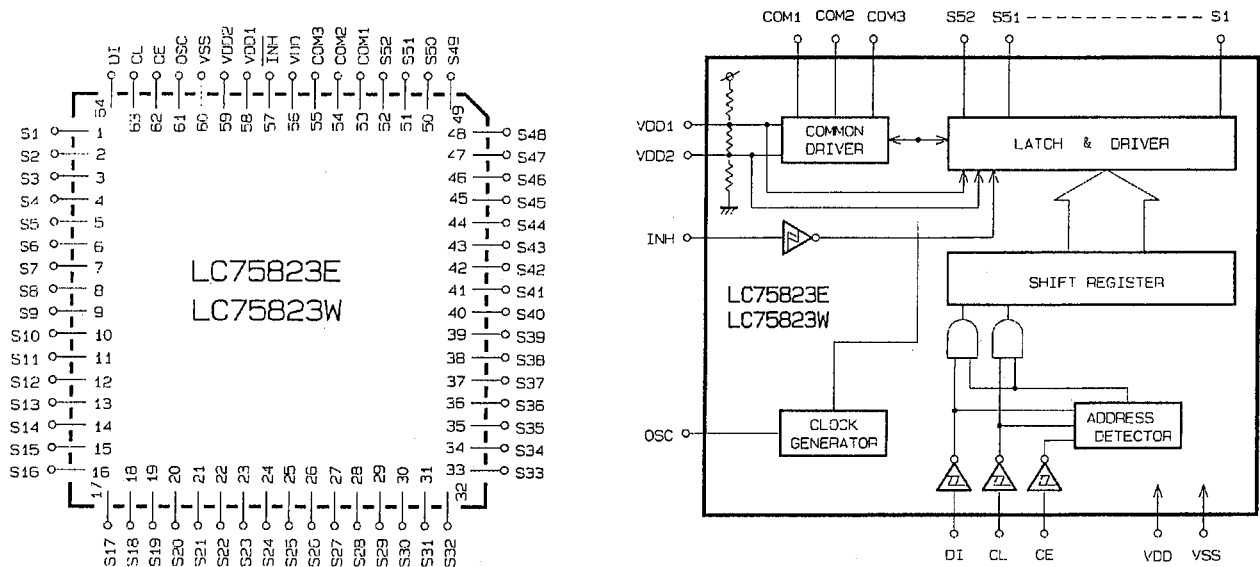 DI CL CE OSC VSS VDD2 VDD1 INH VDD COM3 COM2 COM1 S52 S51 S50 S49
64 63 62 61 60 59 58 57 56 55 54 53 52 51 50 49
S1 1 48 S48
S2 2 47 S47
S3 3 46 S46
S4 4 45 S45
S5 5 44 S44
S6 6 43 S43
S7 7 42 S42
S8 8 41 S41
S9 9 40 S40
S10 10 39 S39
S11 11 38 S38
S12 12 37 S37
S13 13 36 S36
S14 14 35 S35
S15 15 34 S34
S16 16 33 S33
LC75823E
LC75823W
17 18 19 20 21 22 23 24 25 26 27 28 29 30 31 32
S17 S18 S19 S20 S21 S22 S23 S24 S25 S26 S27 S28 S29 S30 S31 S32
COM1 COM2 COM3 S52 S51 S1
VDD1
VDD2
COMMON
DRIVER
LATCH & DRIVER
INH
SHIFT REGISTER
LC75823E
LC75823W
OSC
CLOCK
GENERATOR
ADDRESS
DETECTOR
DI CL CE VDD VSS